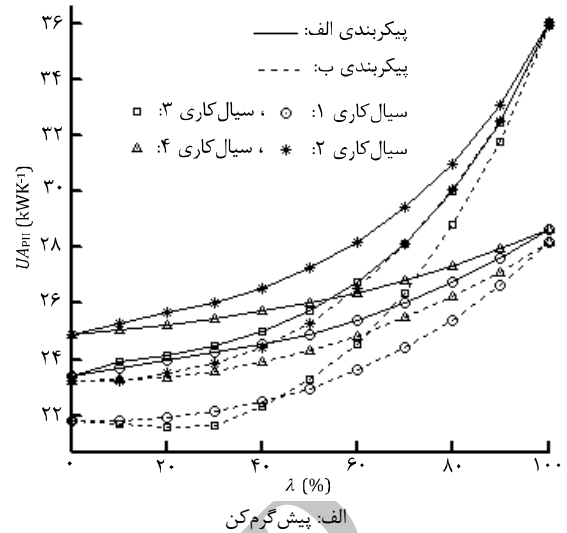 پیکربندی الف:
پیکربندی ب:
سیال‌کاری ۱: ، سیال‌کاری ۳:
سیال‌کاری ۲: ، سیال‌کاری ۴:
UA_PH (kWK⁻¹)
۳۶
۳۴
۳۲
۳۰
۲۸
۲۶
۲۴
۲۲
۰ ۲۰ ۴۰ ۶۰ ۸۰ ۱۰۰
λ (%)
الف: پیش‌گرم‌کن